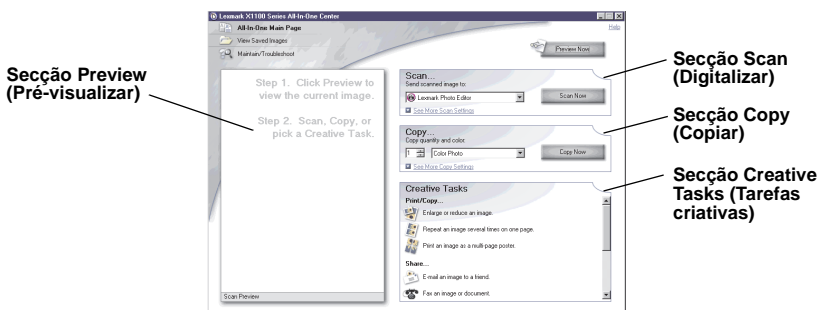 Lexmark X1100 Series All-In-One Center
All-In-One Main Page
Help
View Saved Images
Maintain/Troubleshoot
Preview Now
Secção Preview
(Pré-visualizar)
Step 1. Click Preview to
view the current image.
Step 2. Scan, Copy, or
pick a Creative Task.
Scan Preview
Scan...
Send scanned image to:
Lexmark Photo Editor
Scan Now
See More Scan Settings
Secção Scan
(Digitalizar)
Copy...
Copy quantity and color.
1
Color Photo
Copy Now
See More Copy Settings
Secção Copy
(Copiar)
Creative Tasks
Print/Copy...
Enlarge or reduce an image.
Repeat an image several times on one page.
Print an image as a multi-page poster.
Share...
E-mail an image to a friend.
Fax an image or document.
Secção Creative
Tasks (Tarefas
criativas)